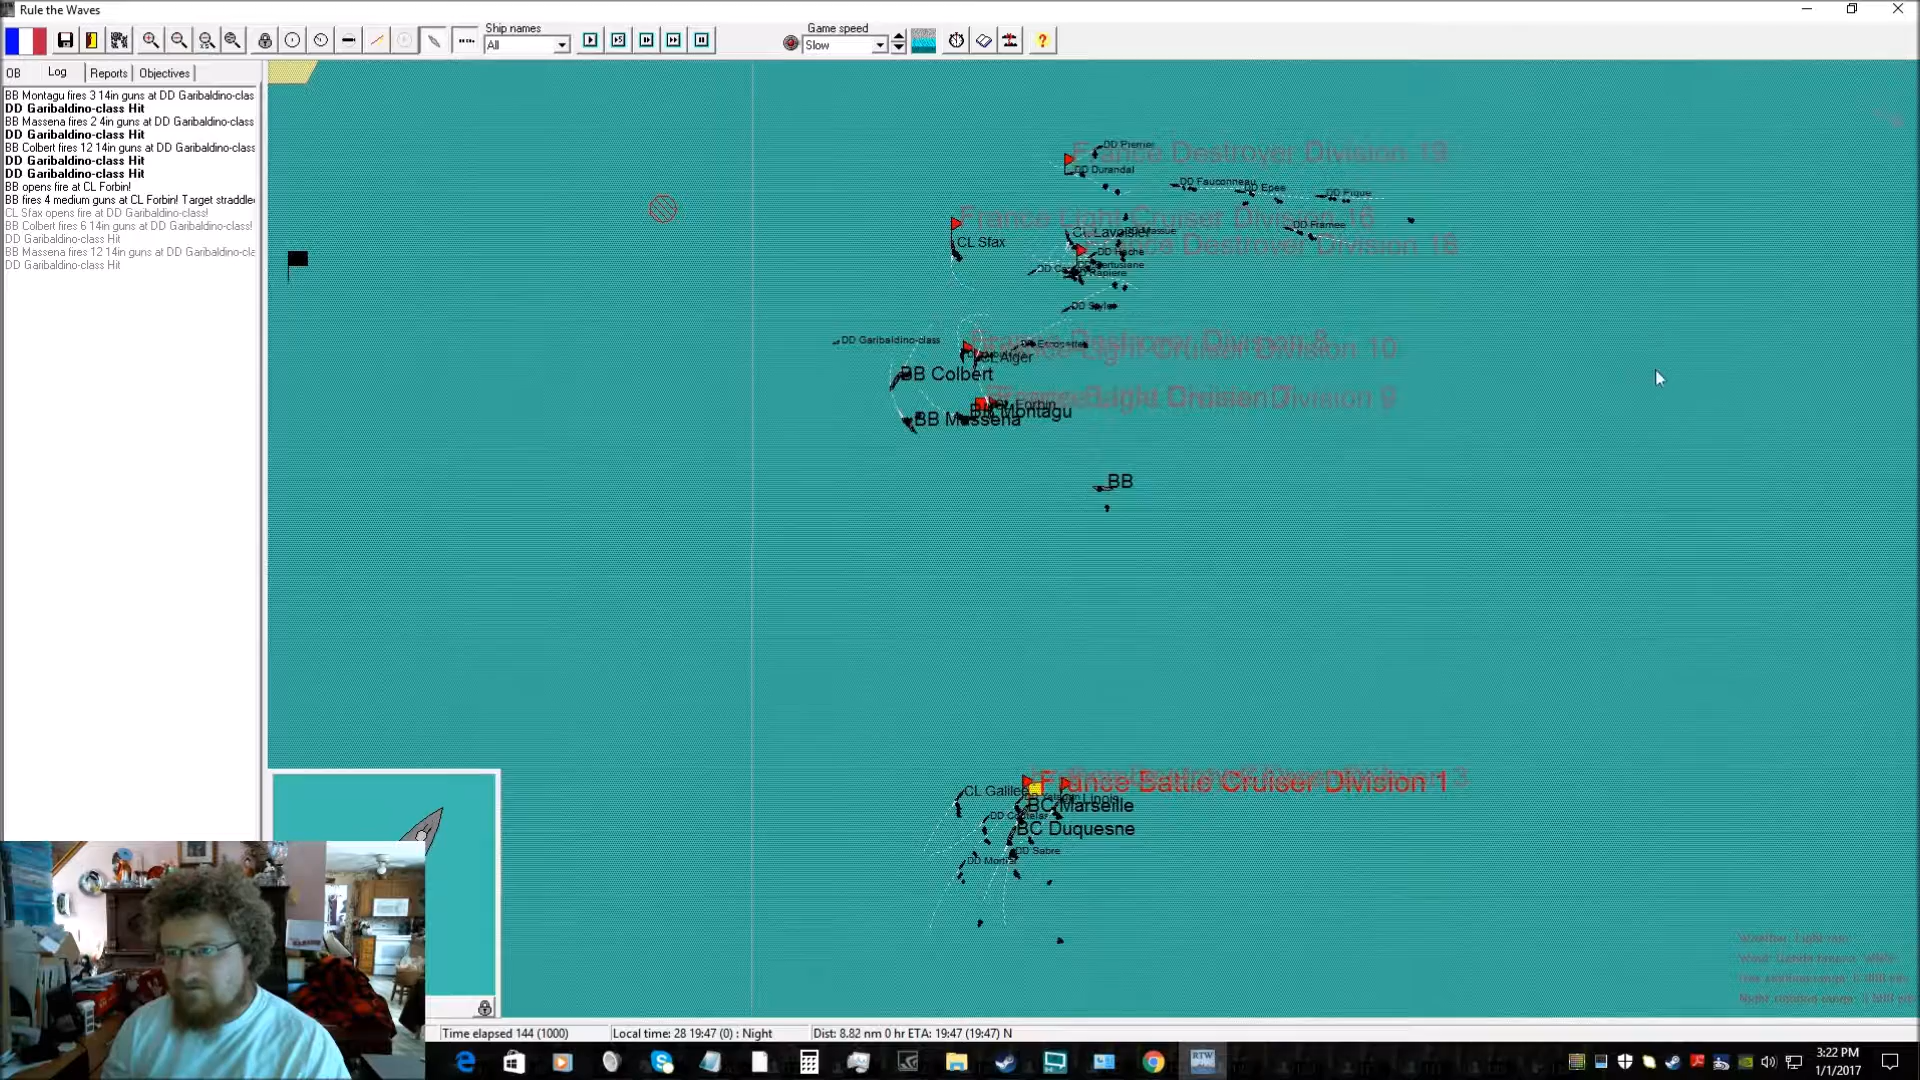 Rule the Waves
Ship names
All
Game speed
Slow
OB
Log
Reports
Objectives
BB Montagu fires 3 14in guns at DD Garibaldino-clas
DD Garibaldino-class Hit
BB Massena fires 2 4in guns at DD Garibaldino-class
DD Garibaldino-class Hit
BB Colbert fires 12 14in guns at DD Garibaldino-class
DD Garibaldino-class Hit
DD Garibaldino-class Hit
BB opens fire at CL Forbin!
BB fires 4 medium guns at CL Forbin! Target straddle
CL Sfax opens fire at DD Garibaldino-class!
BB Colbert fires 6 14in guns at DD Garibaldino-class!
DD Garibaldino-class Hit
BB Massena fires 12 14in guns at DD Garibaldino-cla
DD Garibaldino-class Hit
DD Premier
France Destroyer Division 19
DD Durandal
DD Fauconneau
DD Epee
DD Pique
France Light Cruiser Division 16
DD Framee
CL Lavoisier
CL Sfax
DD Garibaldino-class
CL Alger
BB Colbert
BB Montagu
BB Massena
BB
France Battle Cruiser Division 1
CL Galilee
BC Marseille
BC Duquesne
DD Sabre
Time elapsed 144 (1000)
Local time: 28 19:47 (0) : Night
Dist: 8.82 nm 0 hr ETA: 19:47 (19:47) N
RTW
3:22 PM
1/1/2017